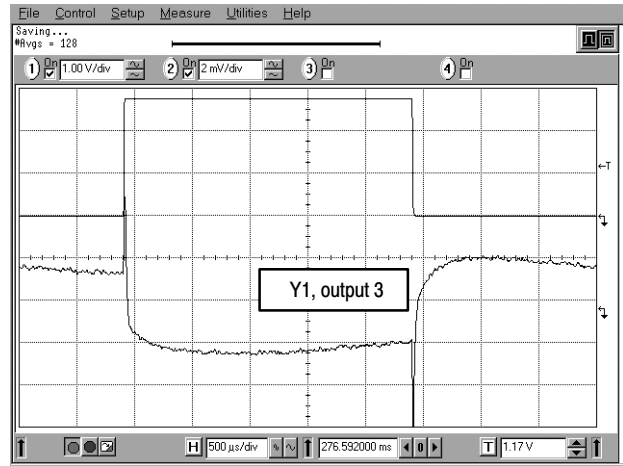 File Control Setup Measure Utilities Help
Saving...
#Avgs = 128
1 On 1.00 V/div 2 On 2 mV/div 3 On 4 On
T
Y1, output 3
H 500 µs/div 276.592000 ms 0 T 1.17 V